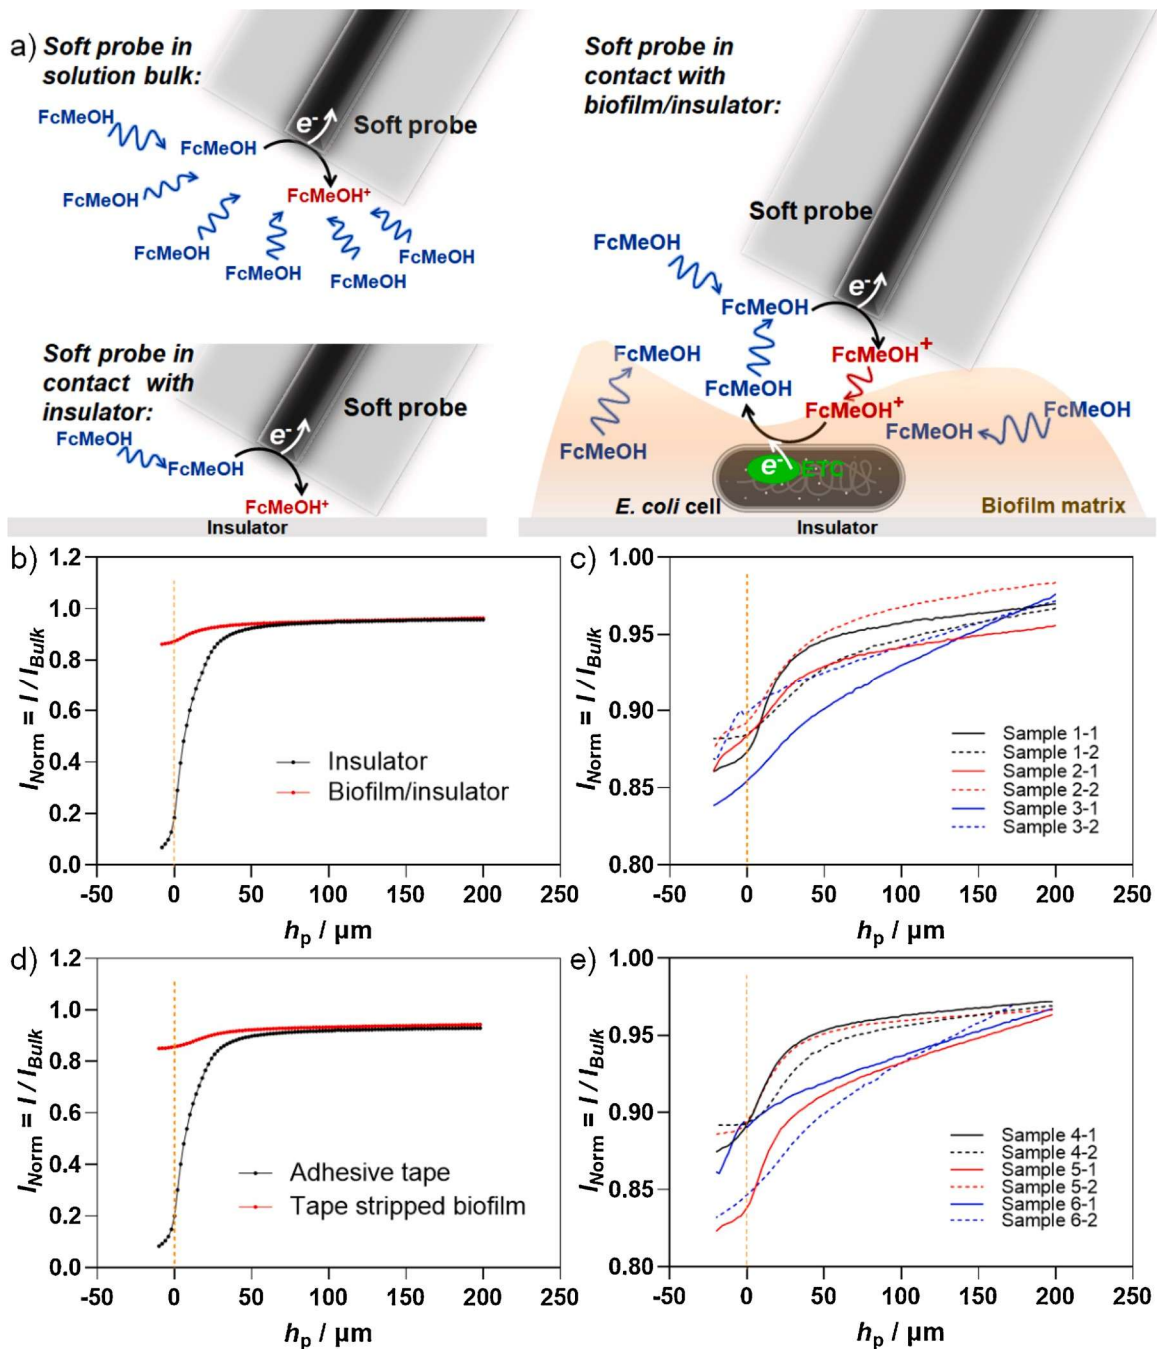 a)
Soft probe in
solution bulk:
FcMeOH
FcMeOH
FcMeOH
FcMeOH
FcMeOH
FcMeOH
FcMeOH
FcMeOH⁺
e⁻
Soft probe
Soft probe in
contact with
insulator:
FcMeOH
FcMeOH
e⁻
FcMeOH⁺
Soft probe
Insulator
Soft probe in
contact with
biofilm/insulator:
Soft probe
FcMeOH
FcMeOH
e⁻
FcMeOH⁺
FcMeOH
FcMeOH
FcMeOH⁺
FcMeOH
FcMeOH
FcMeOH
e⁻
ETC
E. coli cell
Biofilm matrix
Insulator
b)
1.2
1.0
0.8
0.6
0.4
0.2
0.0
I_Norm = I / I_Bulk
Insulator
Biofilm/insulator
-50 0 50 100 150 200 250
h_p / µm
c)
1.00
0.95
0.90
0.85
0.80
I_Norm = I / I_Bulk
Sample 1-1
Sample 1-2
Sample 2-1
Sample 2-2
Sample 3-1
Sample 3-2
-50 0 50 100 150 200 250
h_p / µm
d)
1.2
1.0
0.8
0.6
0.4
0.2
0.0
I_Norm = I / I_Bulk
Adhesive tape
Tape stripped biofilm
-50 0 50 100 150 200 250
h_p / µm
e)
1.00
0.95
0.90
0.85
0.80
I_Norm = I / I_Bulk
Sample 4-1
Sample 4-2
Sample 5-1
Sample 5-2
Sample 6-1
Sample 6-2
-50 0 50 100 150 200 250
h_p / µm